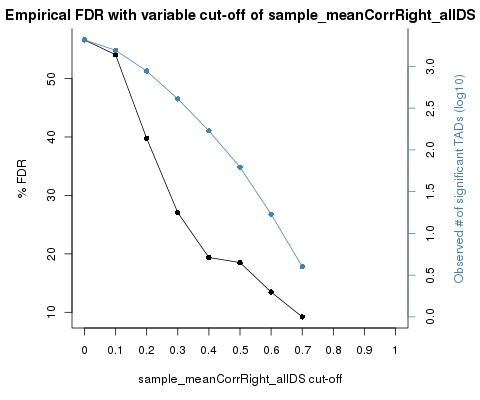 Empirical FDR with variable cut-off of sample_meanCorrRight_allDS
% FDR
50
40
30
20
10
3.0
2.5
2.0
1.5
1.0
0.5
0.0
Observed # of significant TADs (log10)
0 0.1 0.2 0.3 0.4 0.5 0.6 0.7 0.8 0.9 1
sample_meanCorrRight_allDS cut-off